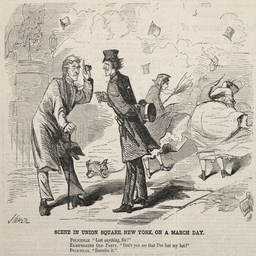 SCENE IN UNION SQUARE, NEW YORK, ON A MARCH DAY.
POLICEMAN. "Lost anything, Sir?"
EXASPERATED OLD PARTY. "Don't you see that I've lost my hat?"
POLICEMAN. "Describe it."